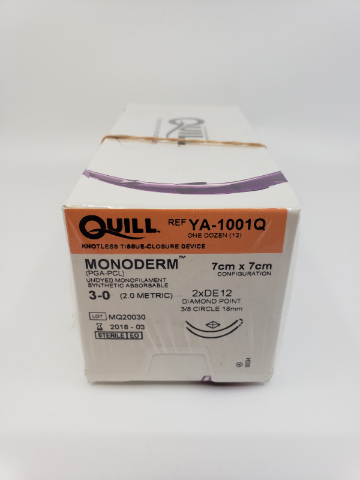 QUILL
QUILL™ REF YA-1001Q
ONE DOZEN (12)
KNOTLESS TISSUE-CLOSURE DEVICE
MONODERM™ 7cm x 7cm
(PGA-PCL) CONFIGURATION
UNDYED MONOFILAMENT
SYNTHETIC ABSORBABLE
3-0 (2.0 METRIC) 2xDE12
DIAMOND POINT
3/8 CIRCLE 18mm
LOT MQ20030
2018 - 03
STERILE EO